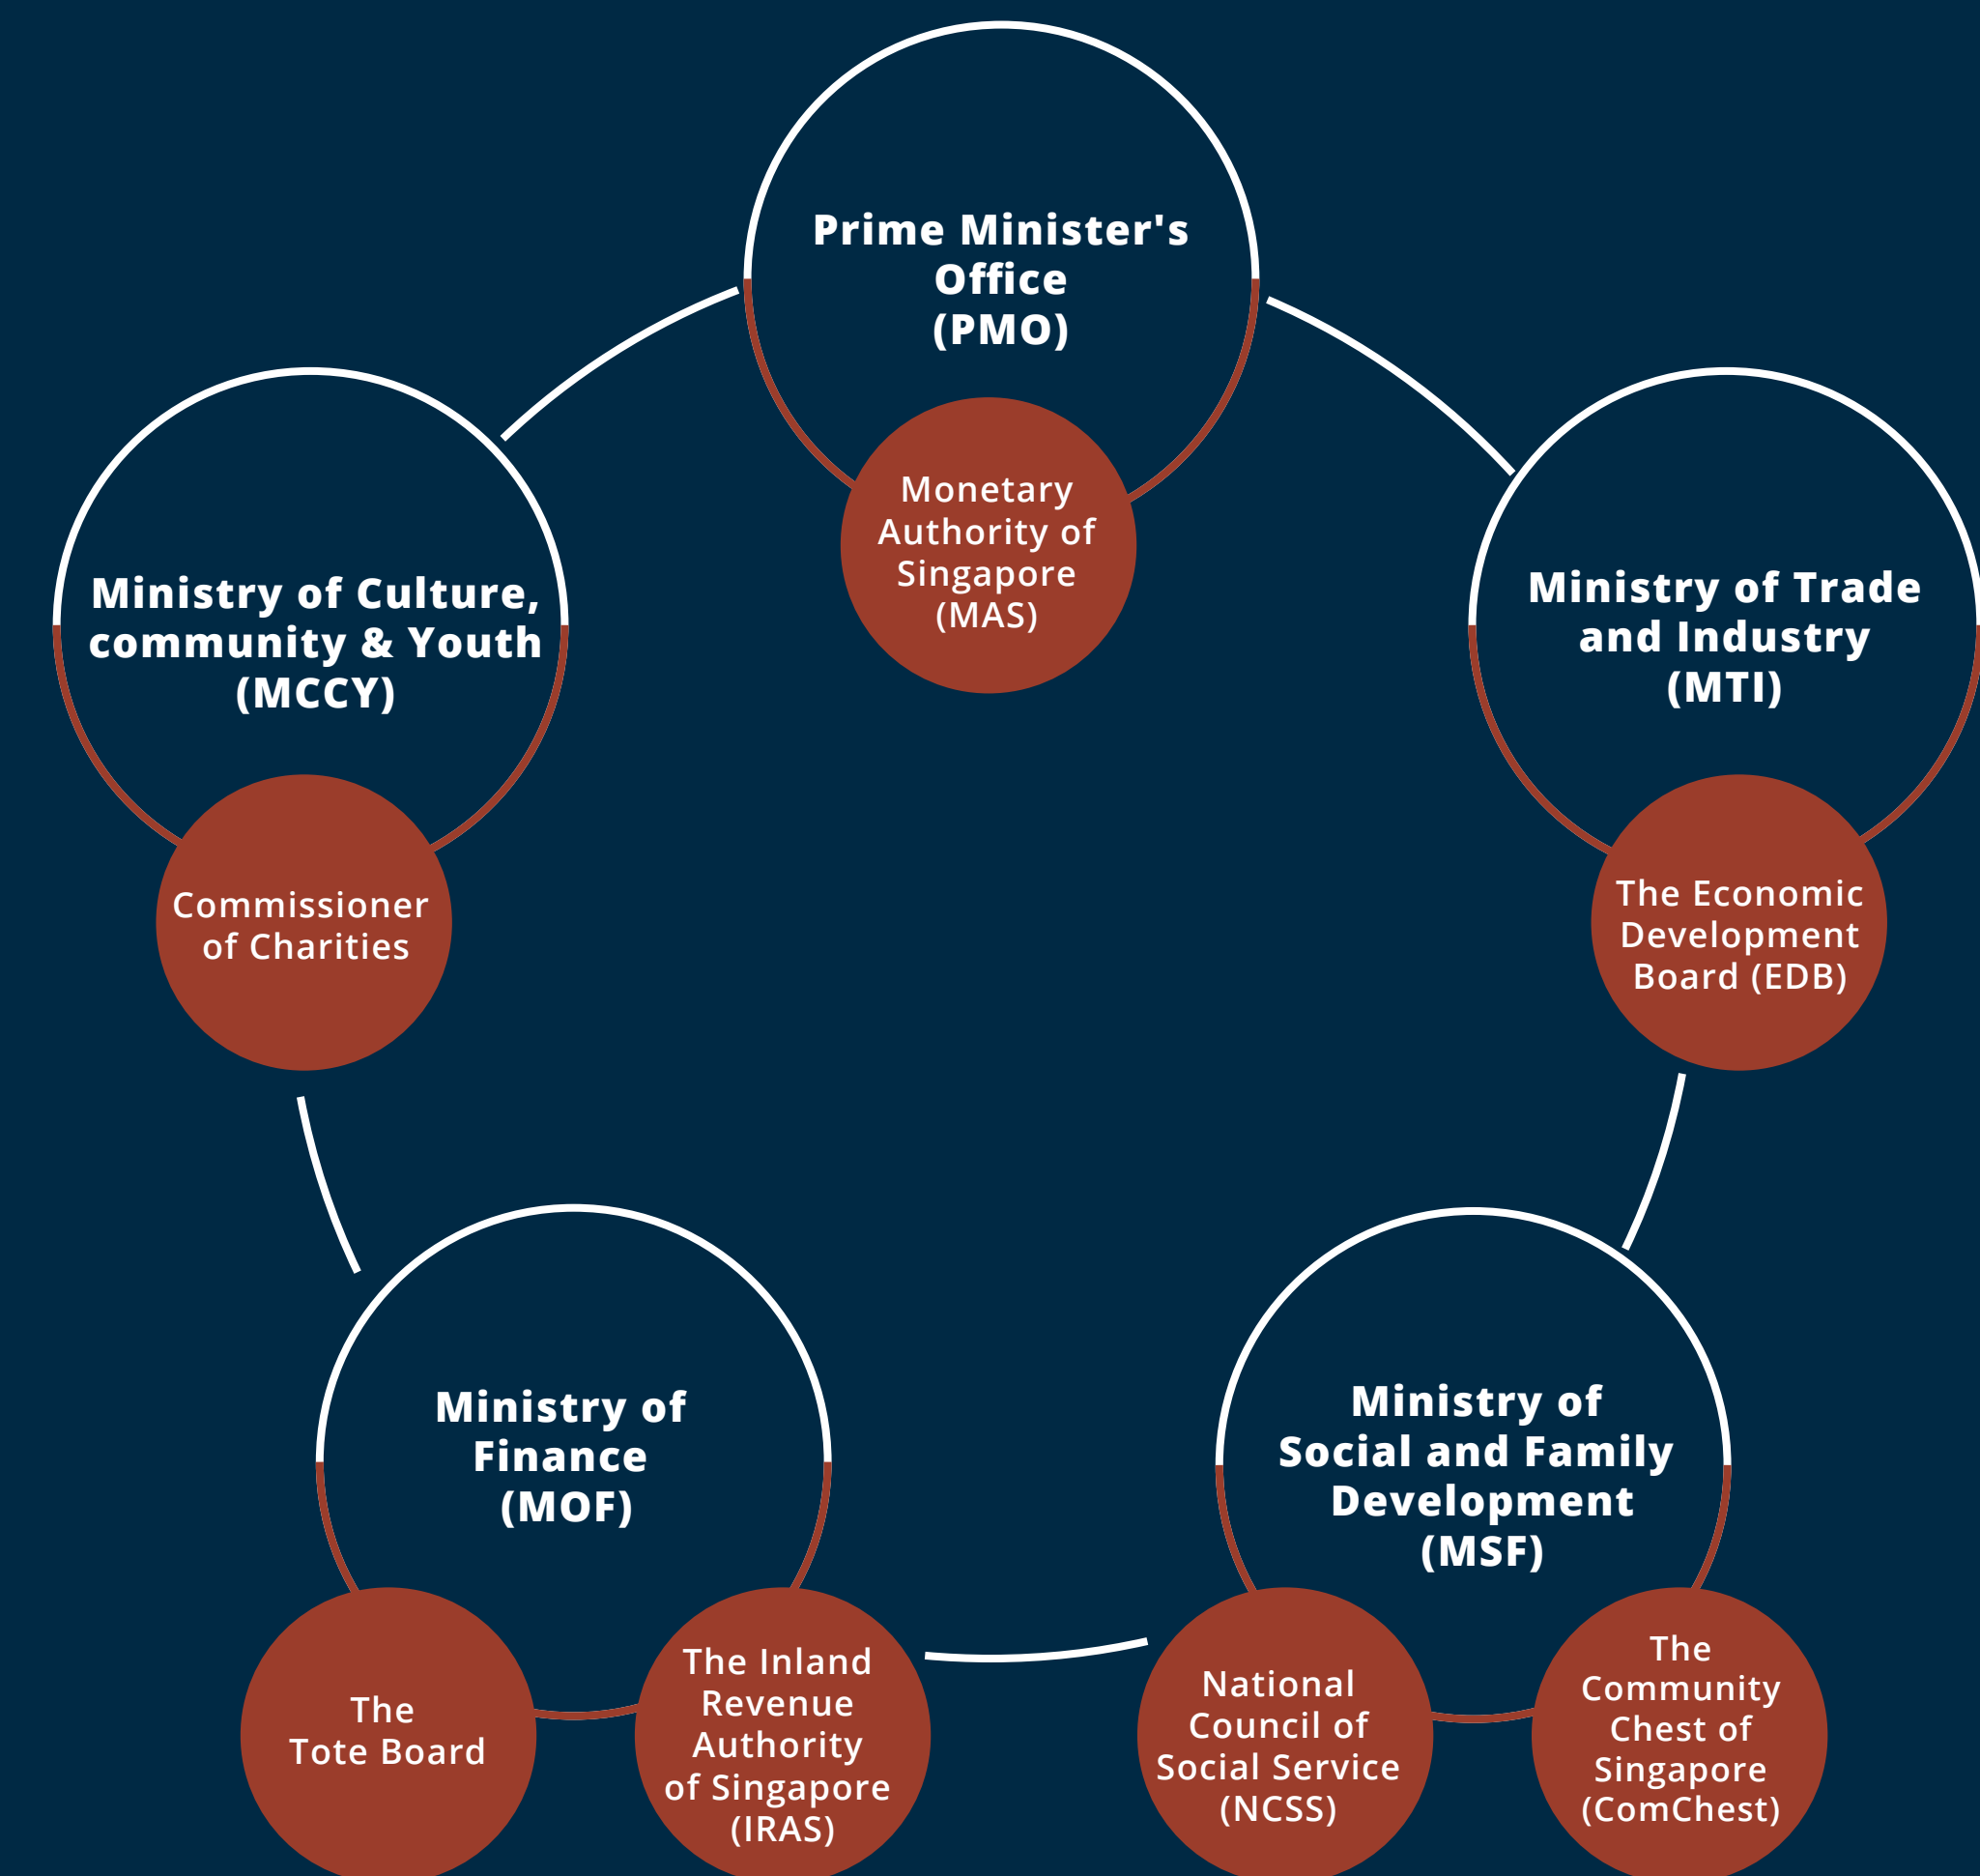 Prime Minister's
Office
(PMO)
Monetary
Authority of
Singapore
(MAS)
Ministry of Culture,
community & Youth
(MCCY)
Commissioner
of Charities
Ministry of Trade
and Industry
(MTI)
The Economic
Development
Board (EDB)
Ministry of
Finance
(MOF)
The
Tote Board
The Inland
Revenue
Authority
of Singapore
(IRAS)
Ministry of
Social and Family
Development
(MSF)
National
Council of
Social Service
(NCSS)
The
Community
Chest of
Singapore
(ComChest)